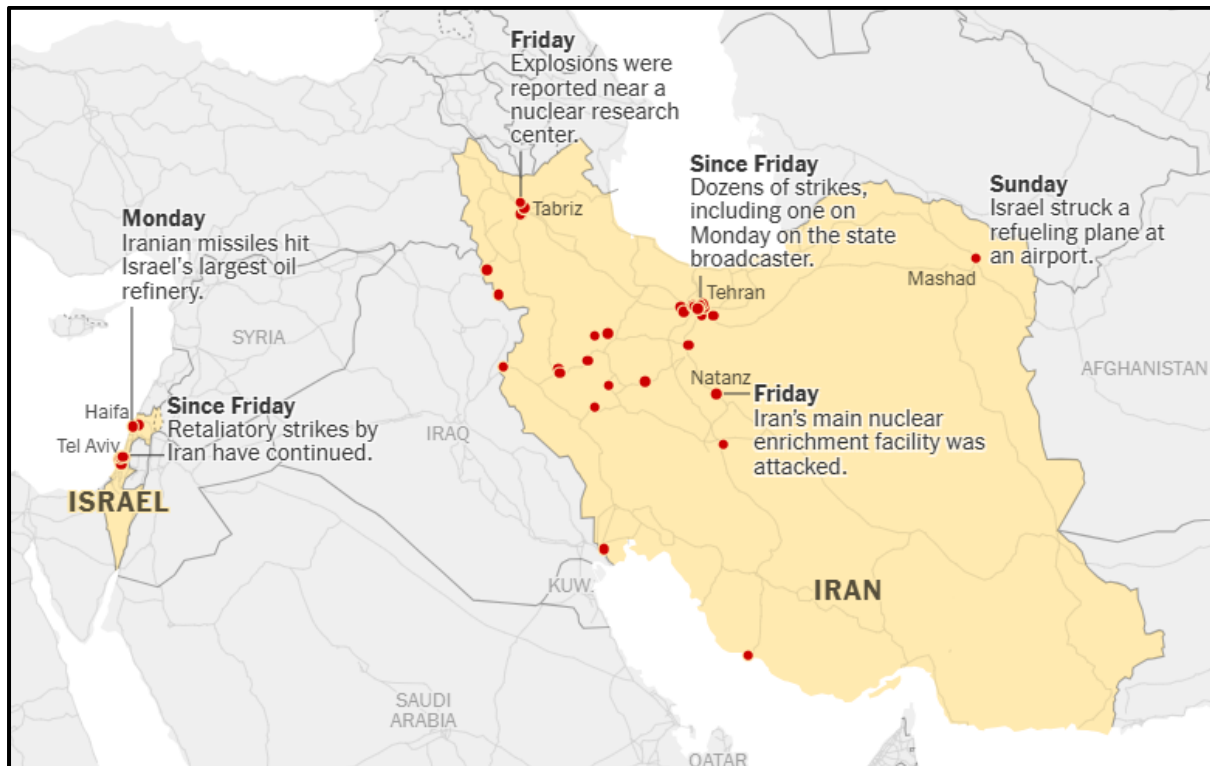 Friday
Explosions were
reported near a
nuclear research
center.
Since Friday
Dozens of strikes,
including one on
Monday on the state
broadcaster.
Sunday
Israel struck a
refueling plane at
an airport.
Monday
Iranian missiles hit
Israel's largest oil
refinery.
Tabriz
Tehran
Mashad
SYRIA
AFGHANISTAN
Natanz
Friday
Iran's main nuclear
enrichment facility was
attacked.
Haifa
Since Friday
Retaliatory strikes by
Iran have continued.
Tel Aviv
IRAQ
ISRAEL
KUW.
IRAN
SAUDI
ARABIA
QATAR